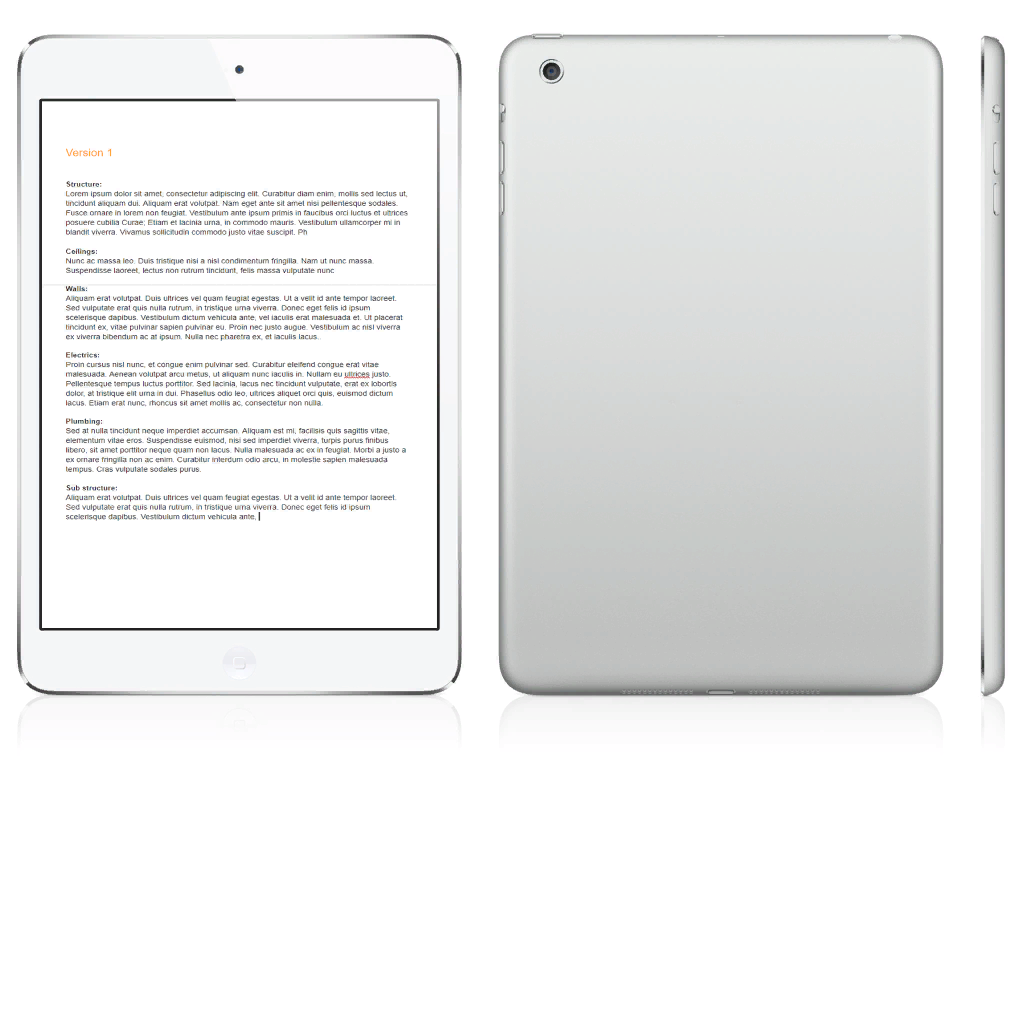 Version 1
Structure:
Lorem ipsum dolor sit amet, consectetur adipiscing elit. Curabitur diam enim, mollis sed lectus ut,
tincidunt aliquam dui. Aliquam erat volutpat. Nam eget ante sit amet nisi pellentesque sodales.
Fusce ornare in lorem non feugiat. Vestibulum ante ipsum primis in faucibus orci luctus et ultrices
posuere cubilia Curae; Etiam et lacinia urna, in commodo mauris. Vestibulum ullamcorper mi in
blandit viverra. Vivamus sollicitudin commodo justo vitae suscipit. Ph
Ceilings:
Nunc ac massa leo. Duis tristique nisi a nisl condimentum fringilla. Nam ut nunc massa.
Suspendisse laoreet, lectus non rutrum tincidunt, felis massa vulputate nunc
Walls:
Aliquam erat volutpat. Duis ultrices vel quam feugiat egestas. Ut a velit id ante tempor laoreet.
Sed vulputate erat quis nulla rutrum, in tristique urna viverra. Donec eget felis id ipsum
scelerisque dapibus. Vestibulum dictum vehicula ante, vel iaculis erat malesuada et. Ut placerat
tincidunt ex, vitae pulvinar sapien pulvinar eu. Proin nec justo augue. Vestibulum ac nisl viverra
ex viverra bibendum ac at ipsum. Nulla nec pharetra ex, et iaculis lacus.
Electrics:
Proin cursus nisl nunc, et congue enim pulvinar sed. Curabitur eleifend congue erat vitae
malesuada. Aenean volutpat arcu metus, ut aliquam nunc iaculis in. Nullam eu ultrices justo.
Pellentesque tempus luctus porttitor. Sed lacinia, lacus nec tincidunt vulputate, erat ex lobortis
dolor, at tristique elit urna in dui. Phasellus odio leo, ultrices aliquet orci quis, euismod dictum
lacus. Etiam erat nunc, rhoncus sit amet mollis ac, consectetur non nulla.
Plumbing:
Sed at nulla tincidunt neque imperdiet accumsan. Aliquam est mi, facilisis quis sagittis vitae,
elementum vitae eros. Suspendisse euismod, nisi sed imperdiet viverra, turpis purus finibus
libero, sit amet porttitor neque quam non lacus. Nulla malesuada ac ex in feugiat. Morbi a justo a
ex ornare fringilla non ac enim. Curabitur interdum odio arcu, in molestie sapien malesuada
tempus. Cras vulputate sodales purus.
Sub structure:
Aliquam erat volutpat. Duis ultrices vel quam feugiat egestas. Ut a velit id ante tempor laoreet.
Sed vulputate erat quis nulla rutrum, in tristique urna viverra. Donec eget felis id ipsum
scelerisque dapibus. Vestibulum dictum vehicula ante,